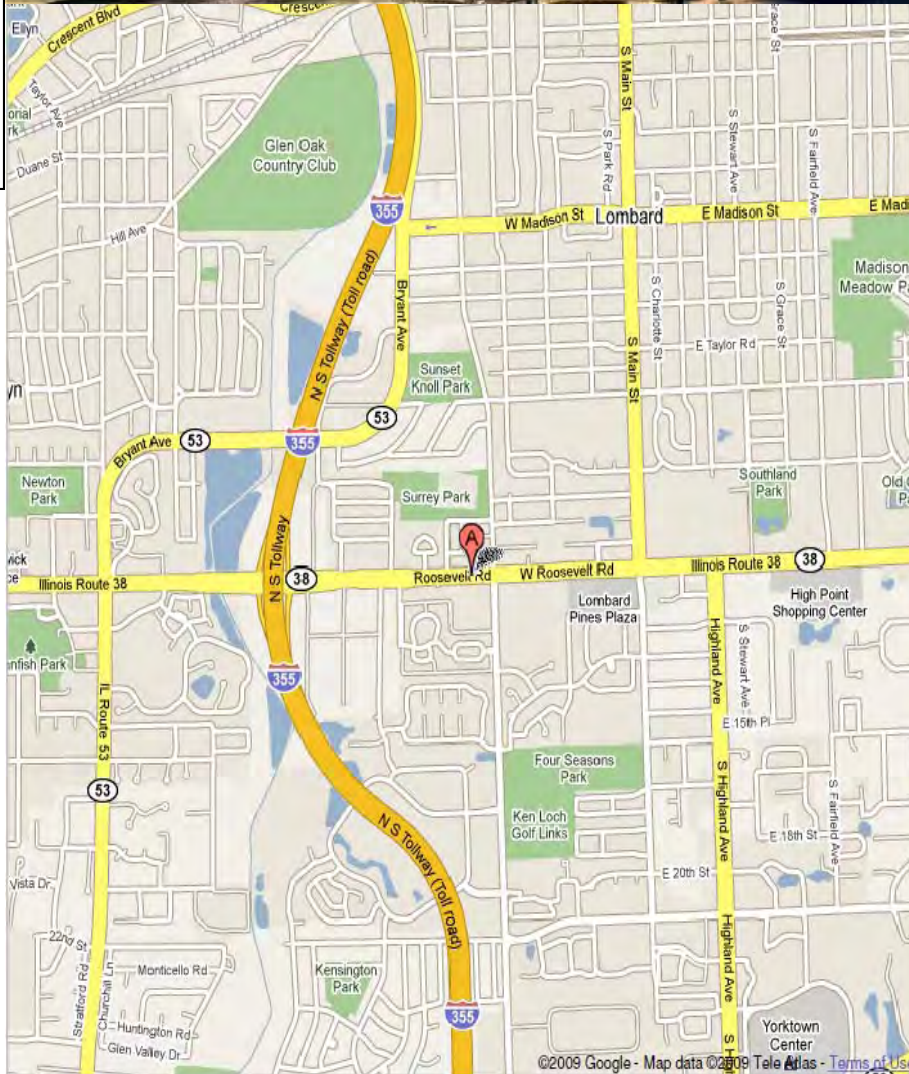 Ellyn
Crescent Blvd
Taylor Ave
Duane St
Hill Ave
Glen Oak
Country Club
355
S Main St
S Park Rd
S Stewart Ave
S Fairfield Ave
W Madison St
Lombard
E Madison St
Madison
Meadow
N S Tollway (Toll road)
Bryant Ave
S Charlotte St
S Grace St
E Taylor Rd
S Main St
Sunset
Knoll Park
53
Bryant Ave
53
355
Newton
Park
Surrey Park
Southland
Park
A
N S Tollway
Illinois Route 38
38
Roosevelt Rd
W Roosevelt Rd
Illinois Route 38
38
Lombard
Pines Plaza
High Point
Shopping Center
Highland Ave
S Stewart Ave
E 15th Pl
355
IL Route 53
53
Four Seasons
Park
Ken Loch
Golf Links
S Highland Ave
S Fairfield Ave
E 18th St
E 20th St
N S Tollway (Toll road)
Vista Dr
22nd St
Stratford Rd
Churchill Ln
Monticello Rd
Huntington Rd
Glen Valley Dr
Kensington
Park
355
Highland Ave
Yorktown
Center
©2009 Google - Map data ©2009 Tele Atlas - Terms of Use